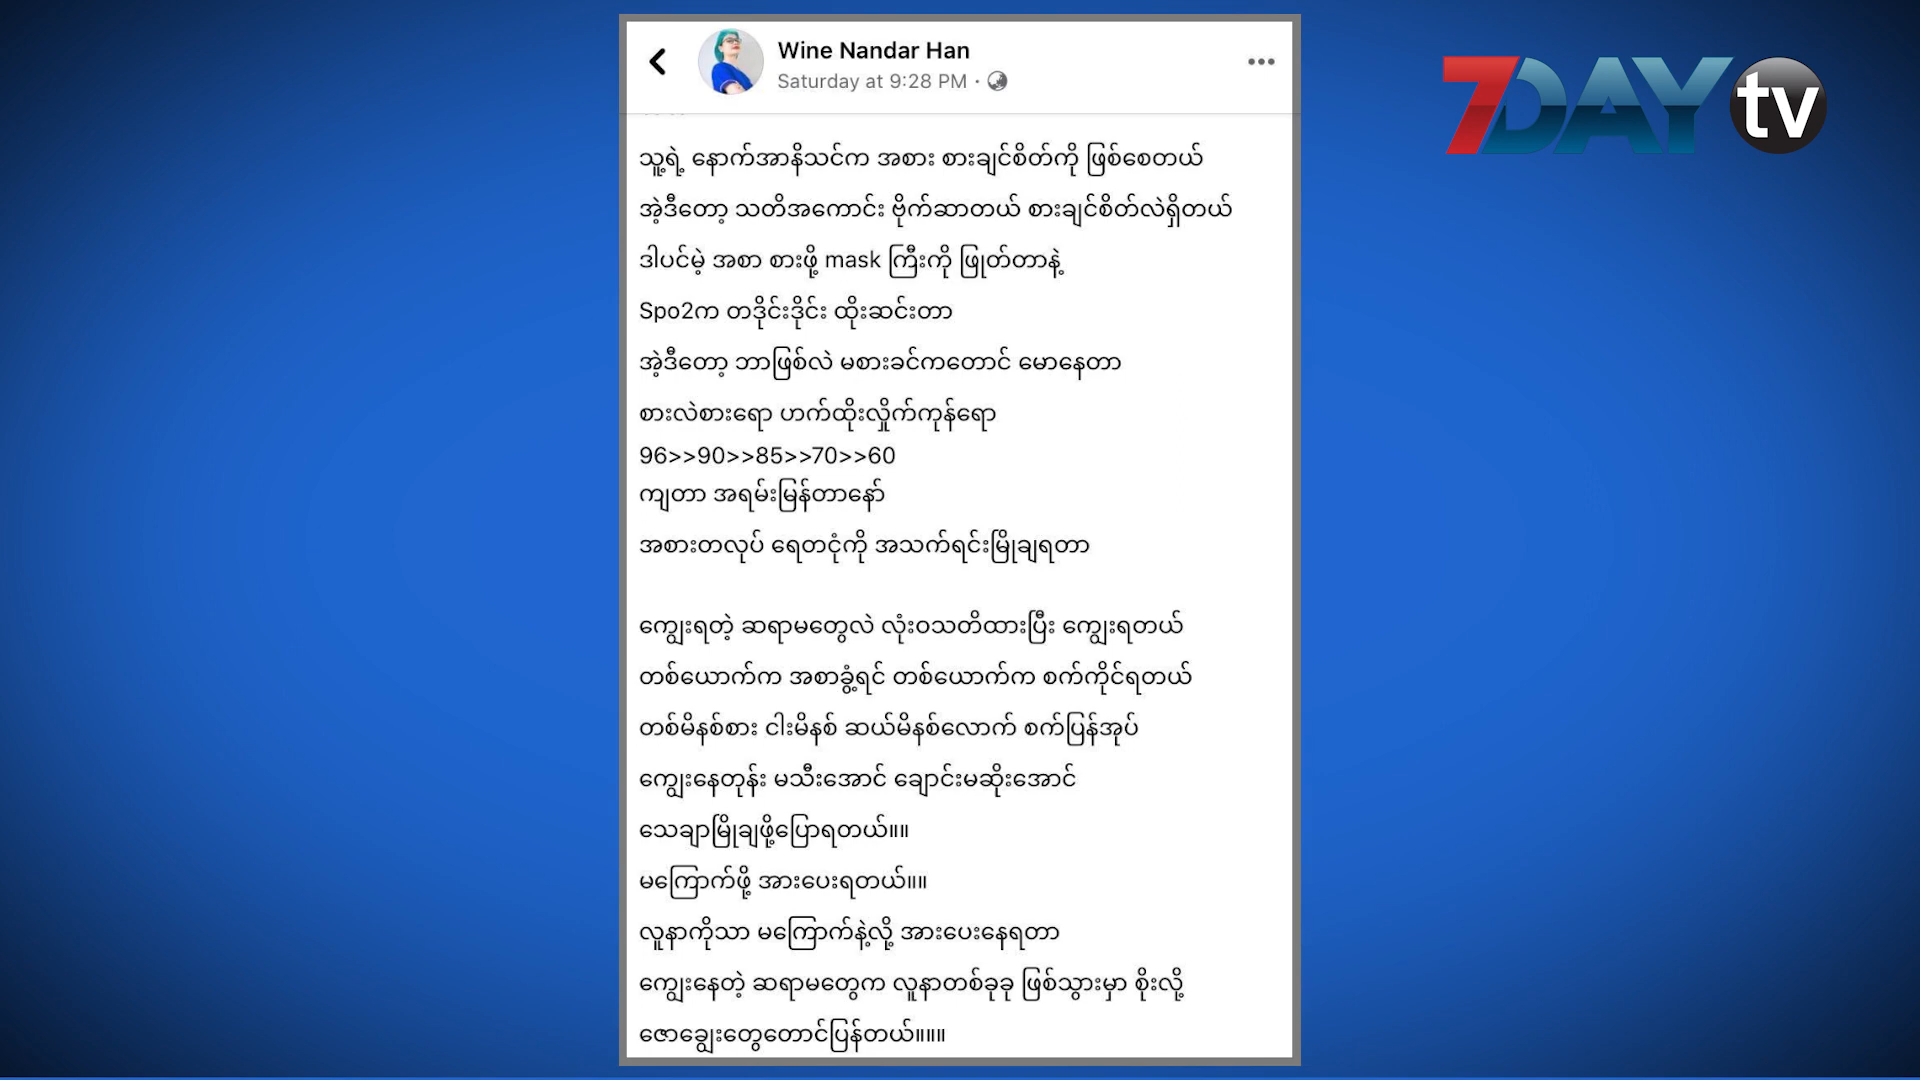 Wine Nandar Han
Saturday at 9:28 PM ·
7DAY tv
သူ့ရဲ့ နောက်အာနိသင်က အစား စားချင်စိတ်ကို ဖြစ်စေတယ်
အဲ့ဒီတော့ သတိအကောင်း ဗိုက်ဆာတယ် စားချင်စိတ်လဲရှိတယ်
ဒါပင်မဲ့ အစာ စားဖို့ mask ကြီးကို ဖြုတ်တာနဲ့
Spo2က တဒိုင်းဒိုင်း ထိုးဆင်းတာ
အဲ့ဒီတော့ ဘာဖြစ်လဲ မစားခင်ကတောင် မောနေတာ
စားလဲစားရော ဟက်ထိုးလှိုက်ကုန်ရော
96>>90>>85>>70>>60
ကျတာ အရမ်းမြန်တာနော်
အစားတလုပ် ရေတငုံကို အသက်ရင်းမြိုချရတာ
ကျွေးရတဲ့ ဆရာမတွေလဲ လုံးဝသတိထားပြီး ကျွေးရတယ်
တစ်ယောက်က အစာခွံ့ရင် တစ်ယောက်က စက်ကိုင်ရတယ်
တစ်မိနစ်စား ငါးမိနစ် ဆယ်မိနစ်လောက် စက်ပြန်အုပ်
ကျွေးနေတုန်း မသီးအောင် ချောင်းမဆိုးအောင်
သေချာမြိုချဖို့ပြောရတယ်။။
မကြောက်ဖို့ အားပေးရတယ်။။
လူနာကိုသာ မကြောက်နဲ့လို့ အားပေးနေရတာ
ကျွေးနေတဲ့ ဆရာမတွေက လူနာတစ်ခုခု ဖြစ်သွားမှာ စိုးလို့
ဇောချွေးတွေတောင်ပြန်တယ်။။။